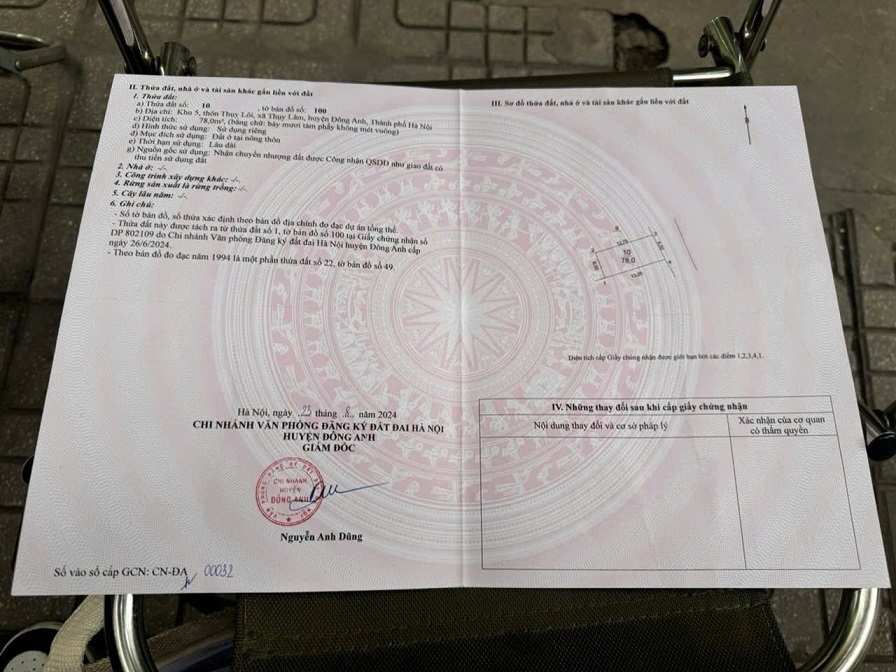 II. Thửa đất, nhà ở và tài sản khác gắn liền với đất
1. Thửa đất:
a) Thửa đất số: 10 , tờ bản đồ số: 100
b) Địa chỉ: Khu 5, thôn Thụy Lôi, xã Thụy Lâm, huyện Đông Anh, Thành phố Hà Nội
c) Diện tích: 78,0m², (bằng chữ: bảy mươi tám phẩy không mét vuông)
d) Hình thức sử dụng: Sử dụng riêng
đ) Mục đích sử dụng: Đất ở tại nông thôn
e) Thời hạn sử dụng: Lâu dài
g) Nguồn gốc sử dụng: Nhận chuyển nhượng đất được Công nhận QSDĐ như giao đất có
thu tiền sử dụng đất
2. Nhà ở: -/-
3. Công trình xây dựng khác: -/-
4. Rừng sản xuất là rừng trồng: -/-
5. Cây lâu năm: -/-
6. Ghi chú:
- Số tờ bản đồ, số thửa xác định theo bản đồ địa chính đo đạc dự án tổng thể.
- Thửa đất này được tách ra từ thửa đất số 1, tờ bản đồ số 100 tại Giấy chứng nhận số
DP 802109 do Chi nhánh Văn phòng Đăng ký đất đai Hà Nội huyện Đông Anh cấp
ngày 26/6/2024.
- Theo bản đồ đo đạc năm 1994 là một phần thửa đất số 22, tờ bản đồ số 49.
Hà Nội, ngày 23 tháng 8 năm 2024
CHI NHÁNH VĂN PHÒNG ĐĂNG KÝ ĐẤT ĐAI HÀ NỘI
HUYỆN ĐÔNG ANH
GIÁM ĐỐC
CHI NHÁNH
HUYỆN
ĐÔNG ANH
Nguyễn Anh Dũng
Số vào sổ cấp GCN: CN-ĐA 00032
III. Sơ đồ thửa đất, nhà ở và tài sản khác gắn liền với đất
10
78,0
Diện tích cấp Giấy chứng nhận được giới hạn bởi các điểm 1,2,3,4,1.
IV. Những thay đổi sau khi cấp giấy chứng nhận
Nội dung thay đổi và cơ sở pháp lý
Xác nhận của cơ quan
có thẩm quyền